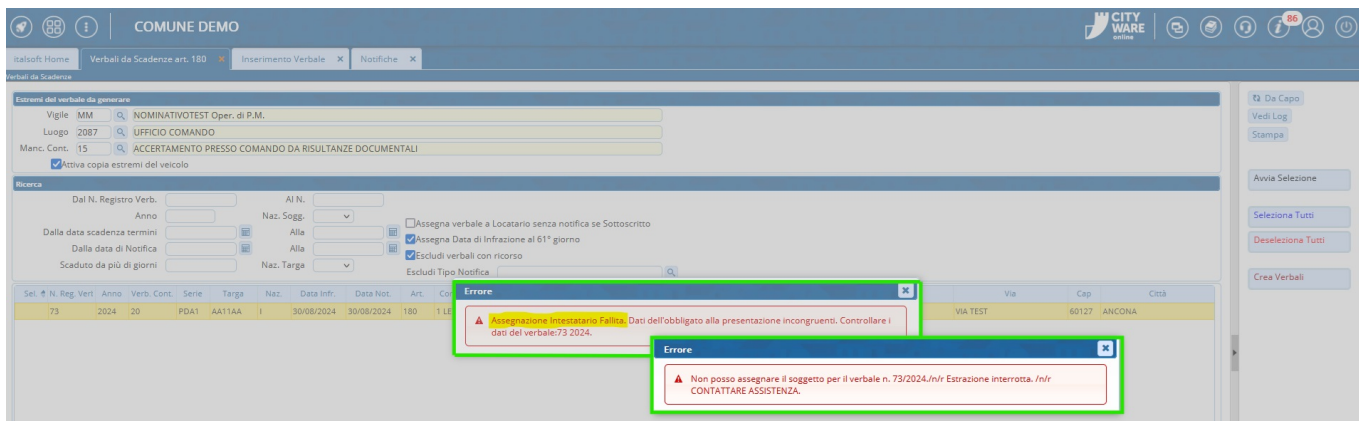 COMUNE DEMO
CITY WARE online
86
Italsoft Home Verbali da Scadenze art. 180 × Inserimento Verbale × Notifiche ×
Verbali da Scadenze
Estremi del verbale da generare
Vigile MM NOMINATIVOTEST Oper. di P.M.
Luogo 2087 UFFICIO COMANDO
Manc. Cont. 15 ACCERTAMENTO PRESSO COMANDO DA RISULTANZE DOCUMENTALI
Attiva copia estremi del veicolo
Ricerca
Dal N. Registro Verb. Al N.
Anno Naz. Sogg.
Dalla data scadenza termini Alla
Dalla data di Notifica Alla
Scaduto da più di giorni Naz. Targa
Assegna verbale a Locatario senza notifica se Sottoscritto
Assegna Data di Infrazione al 61° giorno
Escludi verbali con ricorso
Escludi Tipo Notifica
Sel. N. Reg. Vert Anno Verb. Cont. Serie Targa Naz. Data Infr. Data Not. Art. Via Cap Città
73 2024 20 PDA1 AA11AA I 30/08/2024 30/08/2024 180 1 LE VIA TEST 60127 ANCONA
Errore
Assegnazione Intestatario Fallita. Dati dell'obbligato alla presentazione incongruenti. Controllare i
dati del verbale:73 2024.
Errore
Non posso assegnare il soggetto per il verbale n. 73/2024./n/r Estrazione interrotta. /n/r
CONTATTARE ASSISTENZA.
Da Capo
Vedi Log
Stampa
Avvia Selezione
Seleziona Tutti
Deseleziona Tutti
Crea Verbali